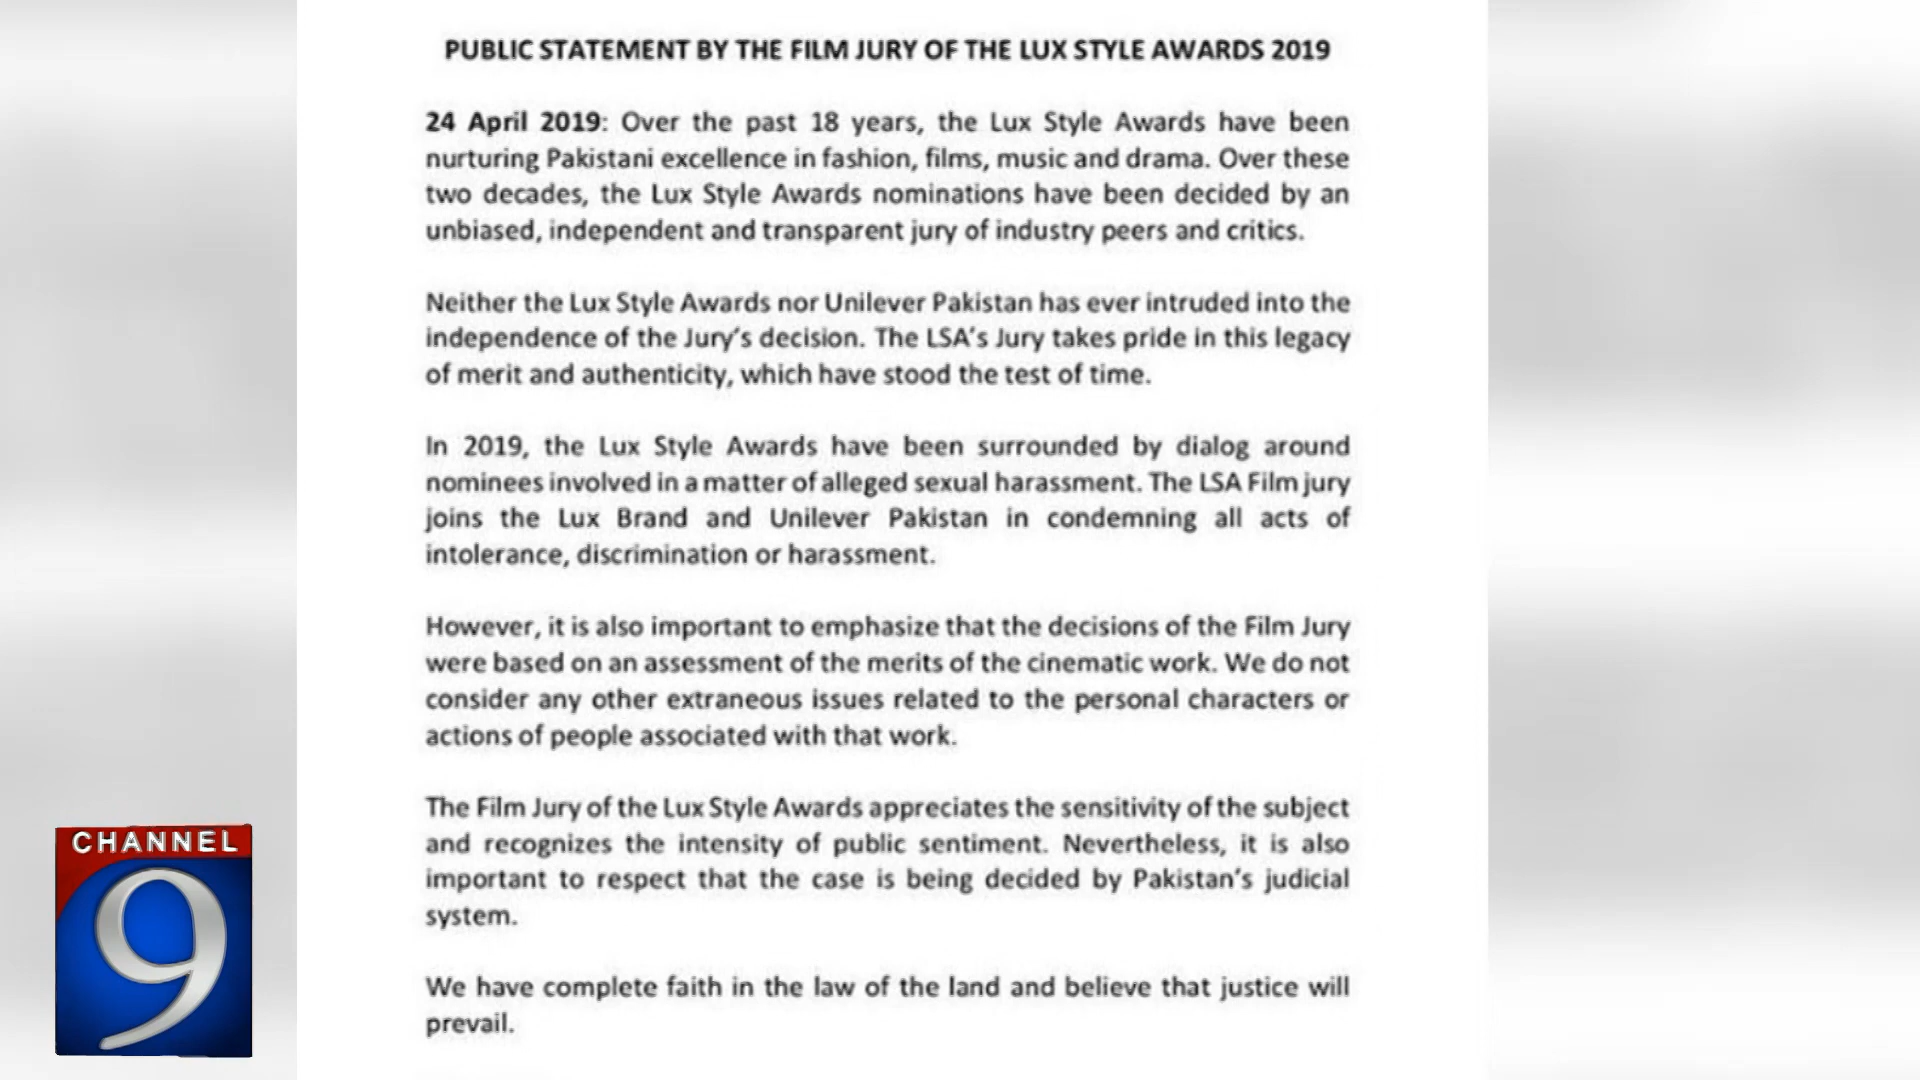 PUBLIC STATEMENT BY THE FILM JURY OF THE LUX STYLE AWARDS 2019
24 April 2019: Over the past 18 years, the Lux Style Awards have been
nurturing Pakistani excellence in fashion, films, music and drama. Over these
two decades, the Lux Style Awards nominations have been decided by an
unbiased, independent and transparent jury of industry peers and critics.
Neither the Lux Style Awards nor Unilever Pakistan has ever intruded into the
independence of the Jury's decision. The LSA's Jury takes pride in this legacy
of merit and authenticity, which have stood the test of time.
In 2019, the Lux Style Awards have been surrounded by dialog around
nominees involved in a matter of alleged sexual harassment. The LSA Film jury
joins the Lux Brand and Unilever Pakistan in condemning all acts of
intolerance, discrimination or harassment.
However, it is also important to emphasize that the decisions of the Film Jury
were based on an assessment of the merits of the cinematic work. We do not
consider any other extraneous issues related to the personal characters or
actions of people associated with that work.
The Film Jury of the Lux Style Awards appreciates the sensitivity of the subject
and recognizes the intensity of public sentiment. Nevertheless, it is also
important to respect that the case is being decided by Pakistan's judicial
system.
We have complete faith in the law of the land and believe that justice will
prevail.
CHANNEL
9